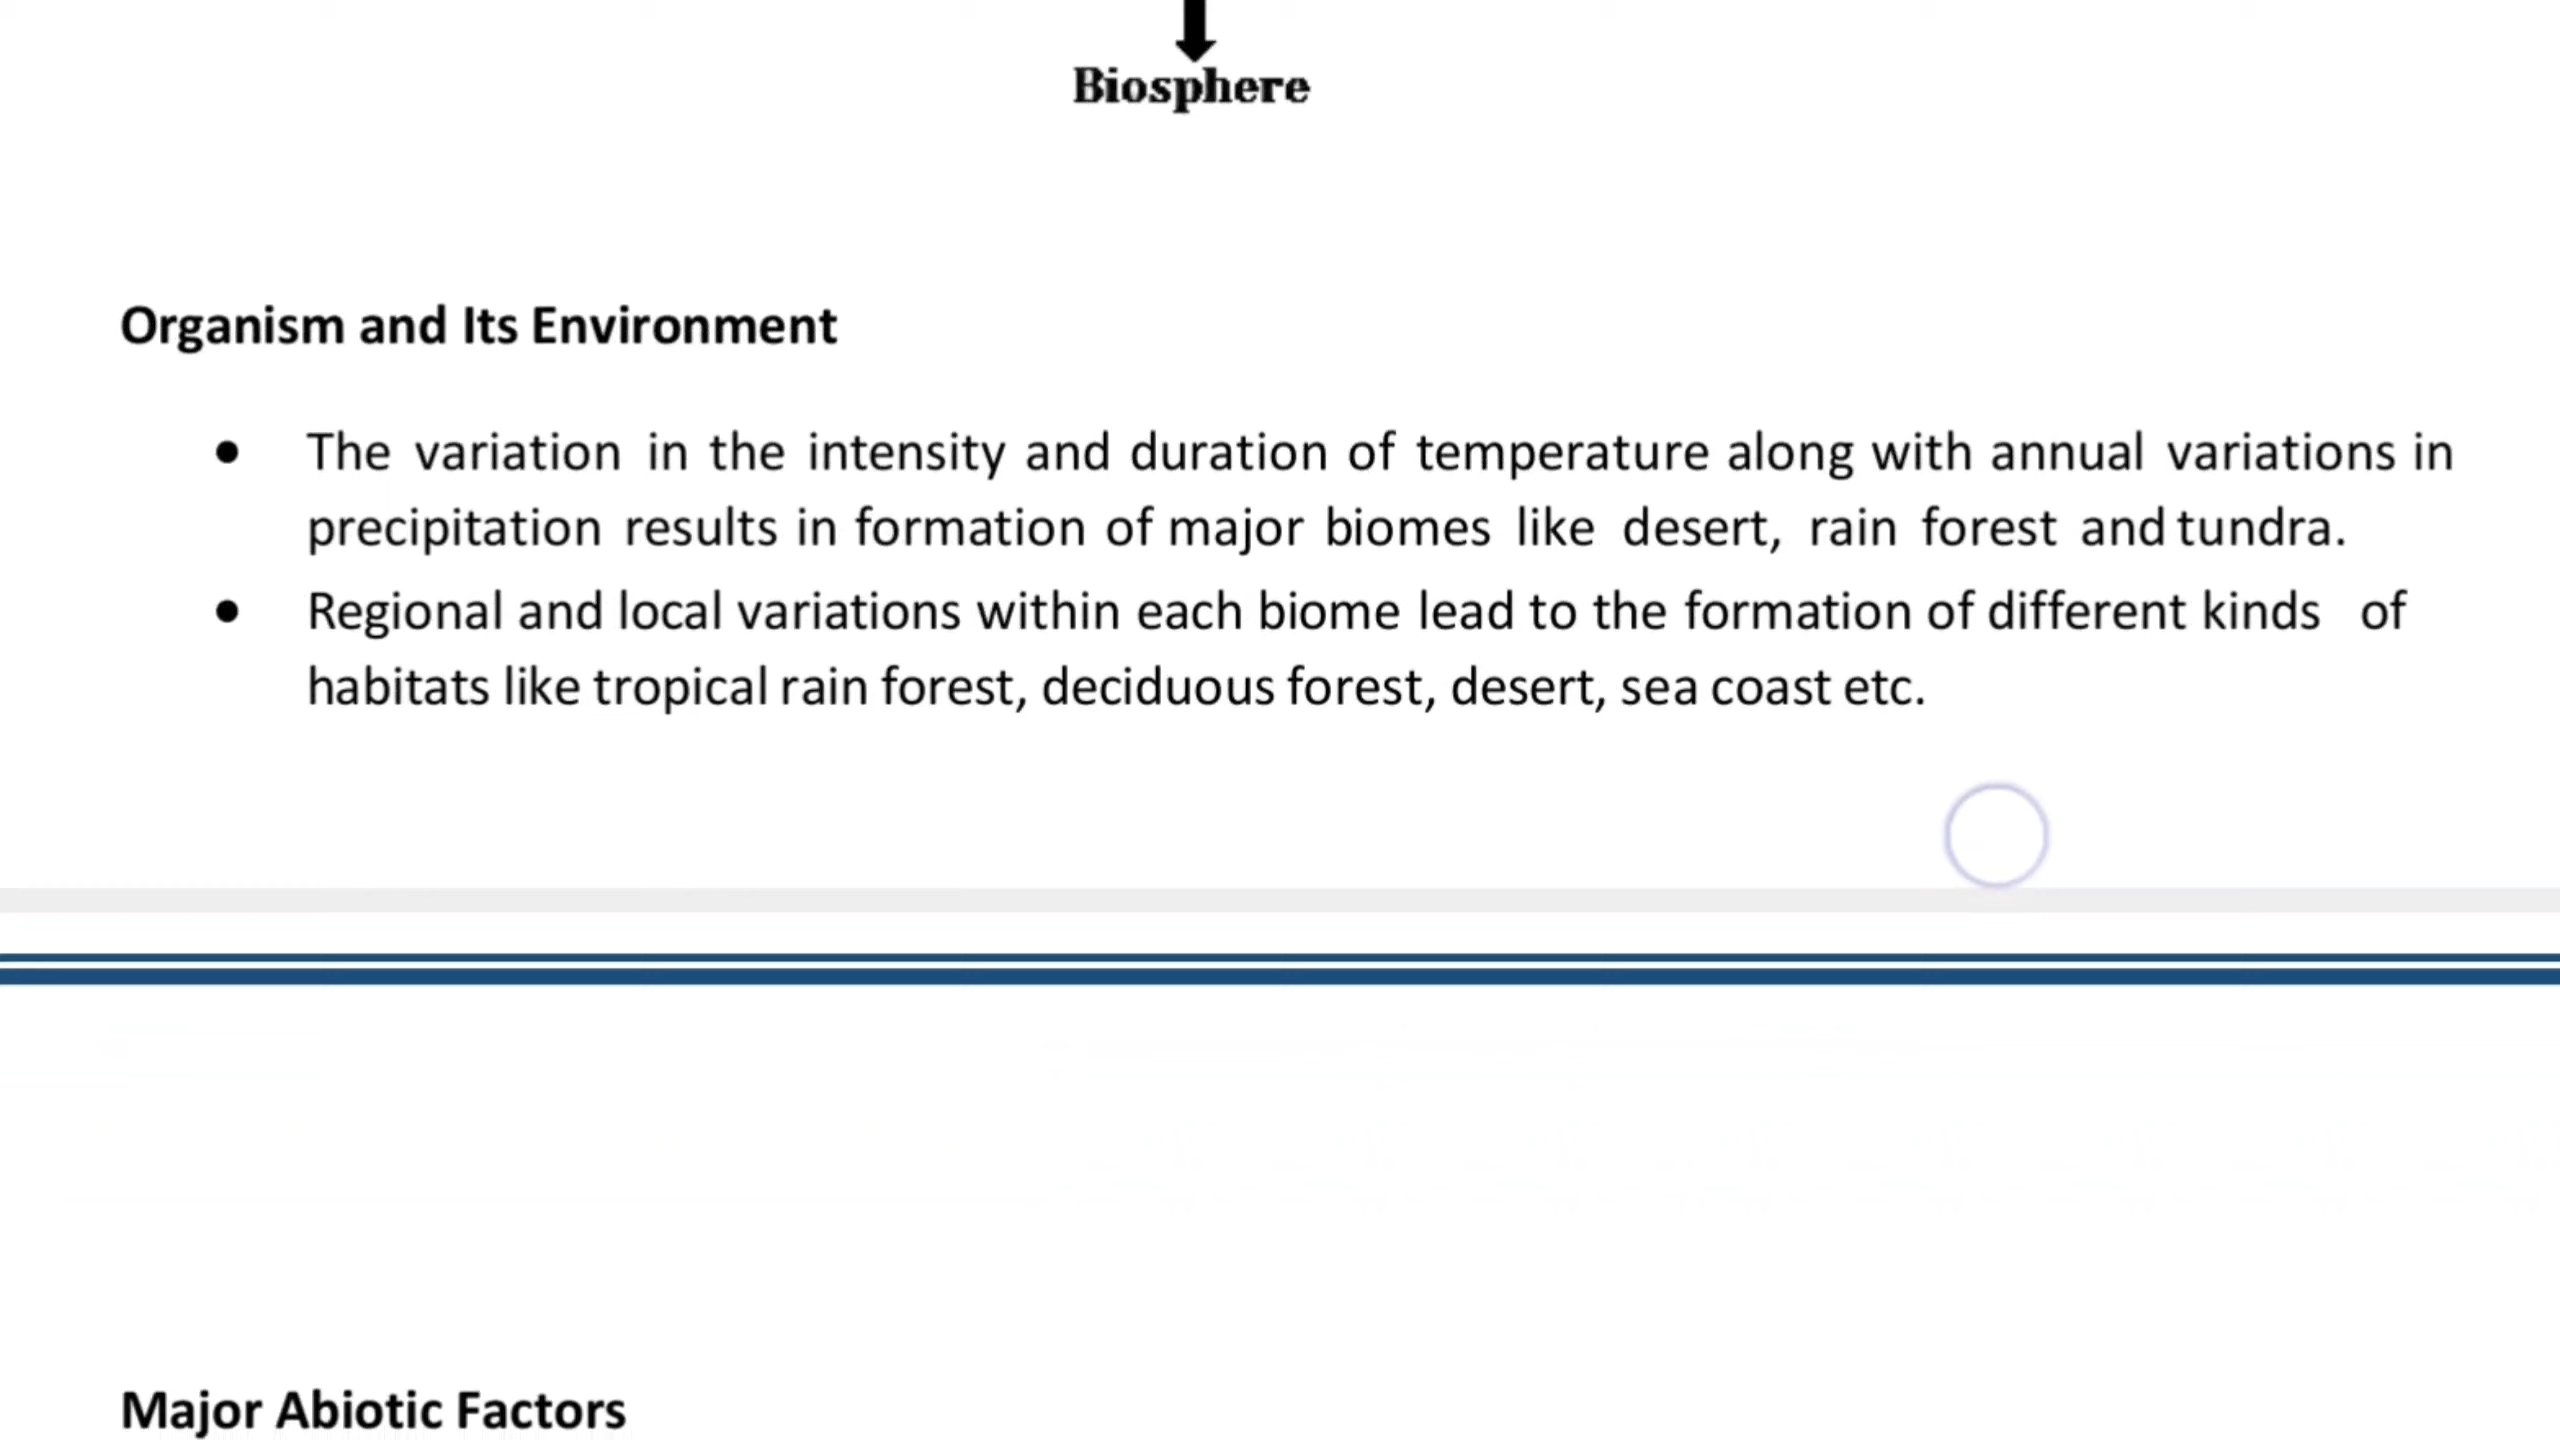 Biosphere
Organism and Its Environment
• The variation in the intensity and duration of temperature along with annual variations in
precipitation results in formation of major biomes like desert, rain forest and tundra.
• Regional and local variations within each biome lead to the formation of different kinds of
habitats like tropical rain forest, deciduous forest, desert, sea coast etc.
Major Abiotic Factors